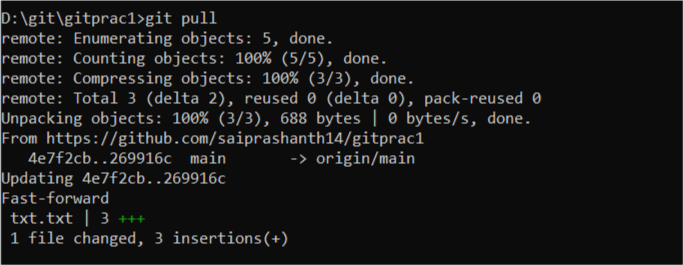 D:\git\gitprac1>git pull
remote: Enumerating objects: 5, done.
remote: Counting objects: 100% (5/5), done.
remote: Compressing objects: 100% (3/3), done.
remote: Total 3 (delta 2), reused 0 (delta 0), pack-reused 0
Unpacking objects: 100% (3/3), 688 bytes | 0 bytes/s, done.
From https://github.com/saiprashanth14/gitprac1
   4e7f2cb..269916c  main       -> origin/main
Updating 4e7f2cb..269916c
Fast-forward
 txt.txt | 3 +++
 1 file changed, 3 insertions(+)